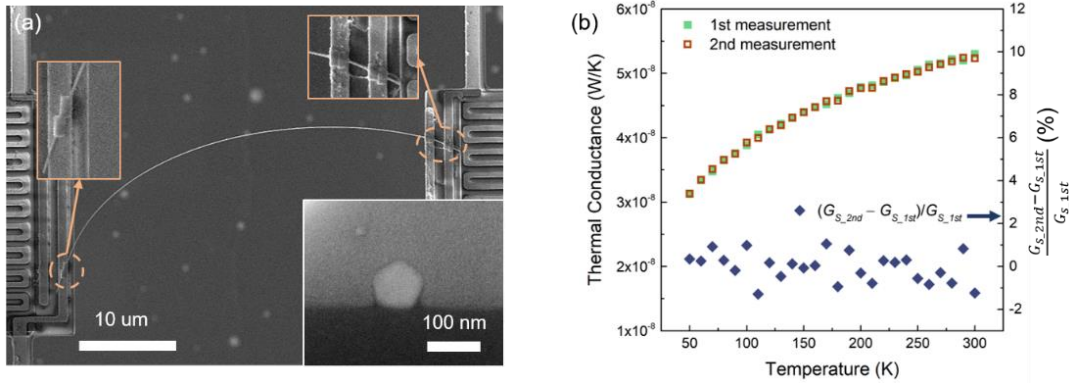 (a)
10 um
100 nm
(b)
Thermal Conductance (W/K)
6x10⁻⁸
5x10⁻⁸
4x10⁻⁸
3x10⁻⁸
2x10⁻⁸
1x10⁻⁸
1st measurement
2nd measurement
(G_S_2nd − G_S_1st)/G_S_1st
12
10
8
6
4
2
0
-2
G_s_2nd−G_s_1st
G_s_1st
(%)
50 100 150 200 250 300
Temperature (K)